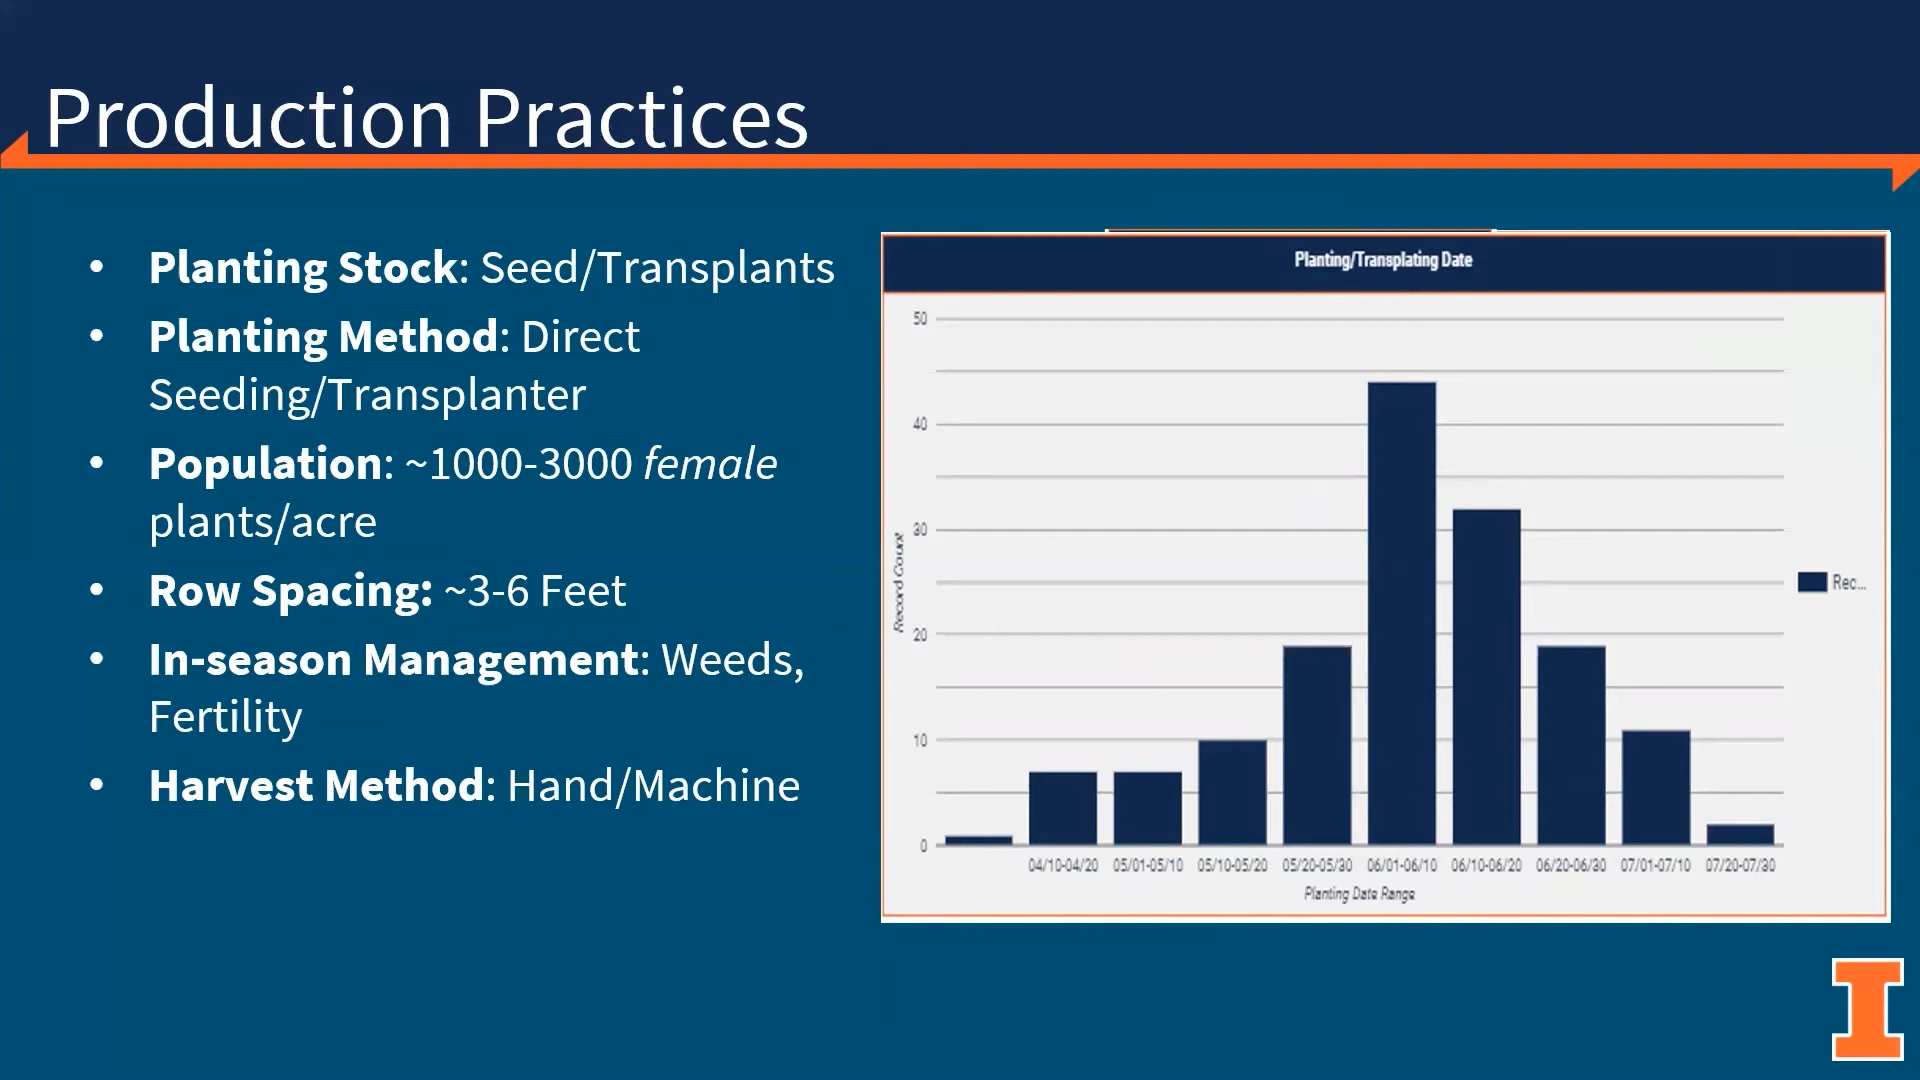 Production Practices
• Planting Stock: Seed/Transplants
• Planting Method: Direct
Seeding/Transplanter
• Population: ~1000-3000 female
plants/acre
• Row Spacing: ~3-6 Feet
• In-season Management: Weeds,
Fertility
• Harvest Method: Hand/Machine
Planting/Transplating Date
50
40
30
20
10
0
Record Count
04/10-04/20 05/01-05/10 05/10-05/20 05/20-05/30 06/01-06/10 06/10-06/20 06/20-06/30 07/01-07/10 07/20-07/30
Planting Date Range
Rec...
I